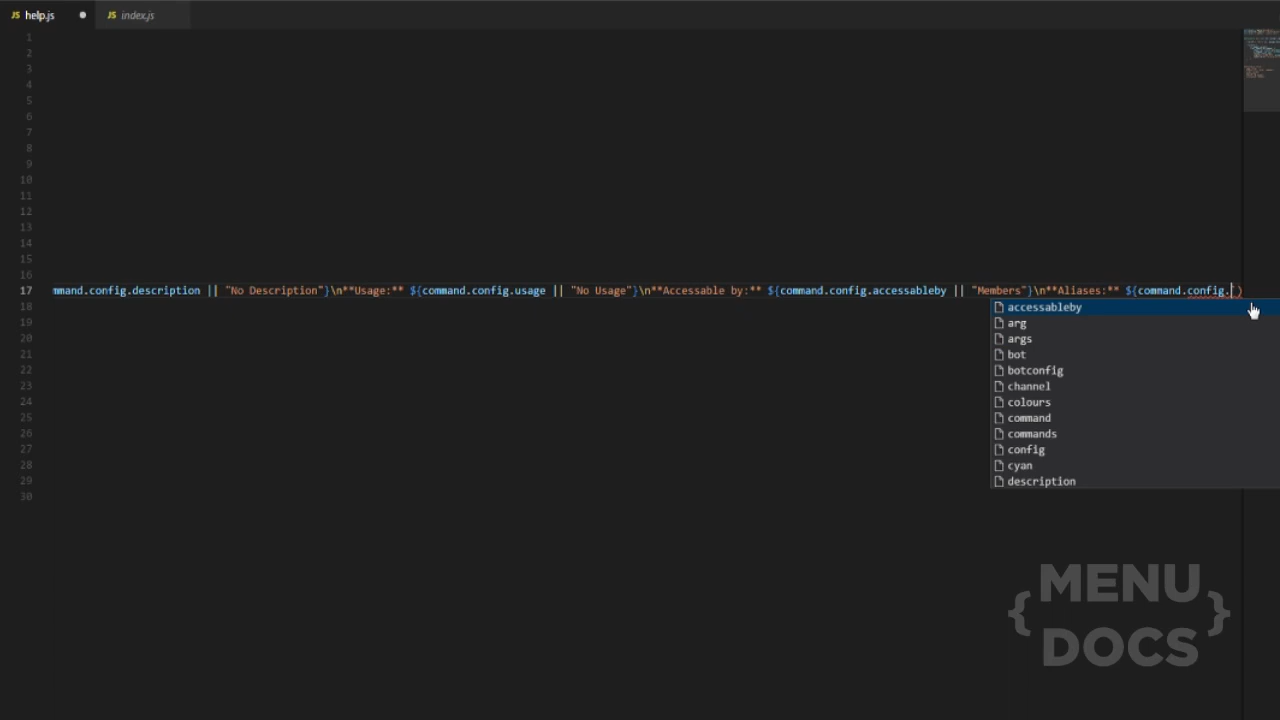 JS help.js ● JS index.js
1
2
3
4
5
6
7
8
9
10
11
12
13
14
15
16
17 mmand.config.description || "No Description"}\n**Usage:** ${command.config.usage || "No Usage"}\n**Accessable by:** ${command.config.accessableby || "Members"}\n**Aliases:** ${command.config.`)
18
19
20
21
22
23
24
25
26
27
28
29
30
accessableby
arg
args
bot
botconfig
channel
colours
command
commands
config
cyan
description
{ MENU DOCS }